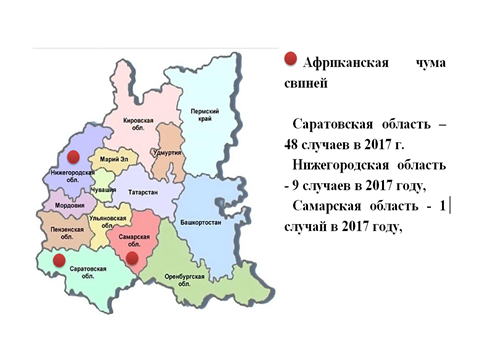 Африканская чума
свиней
Саратовская область –
48 случаев в 2017 г.
Нижегородская область
- 9 случаев в 2017 году,
Самарская область - 1
случай в 2017 году,
Пермский
край
Кировская
обл.
Удмуртия
Нижегородская
обл.
Марий Эл
Чувашия
Татарстан
Мордовия
Ульяновская
обл.
Башкортостан
Пензенская
обл.
Самарская
обл.
Саратовская
обл.
Оренбургская
обл.